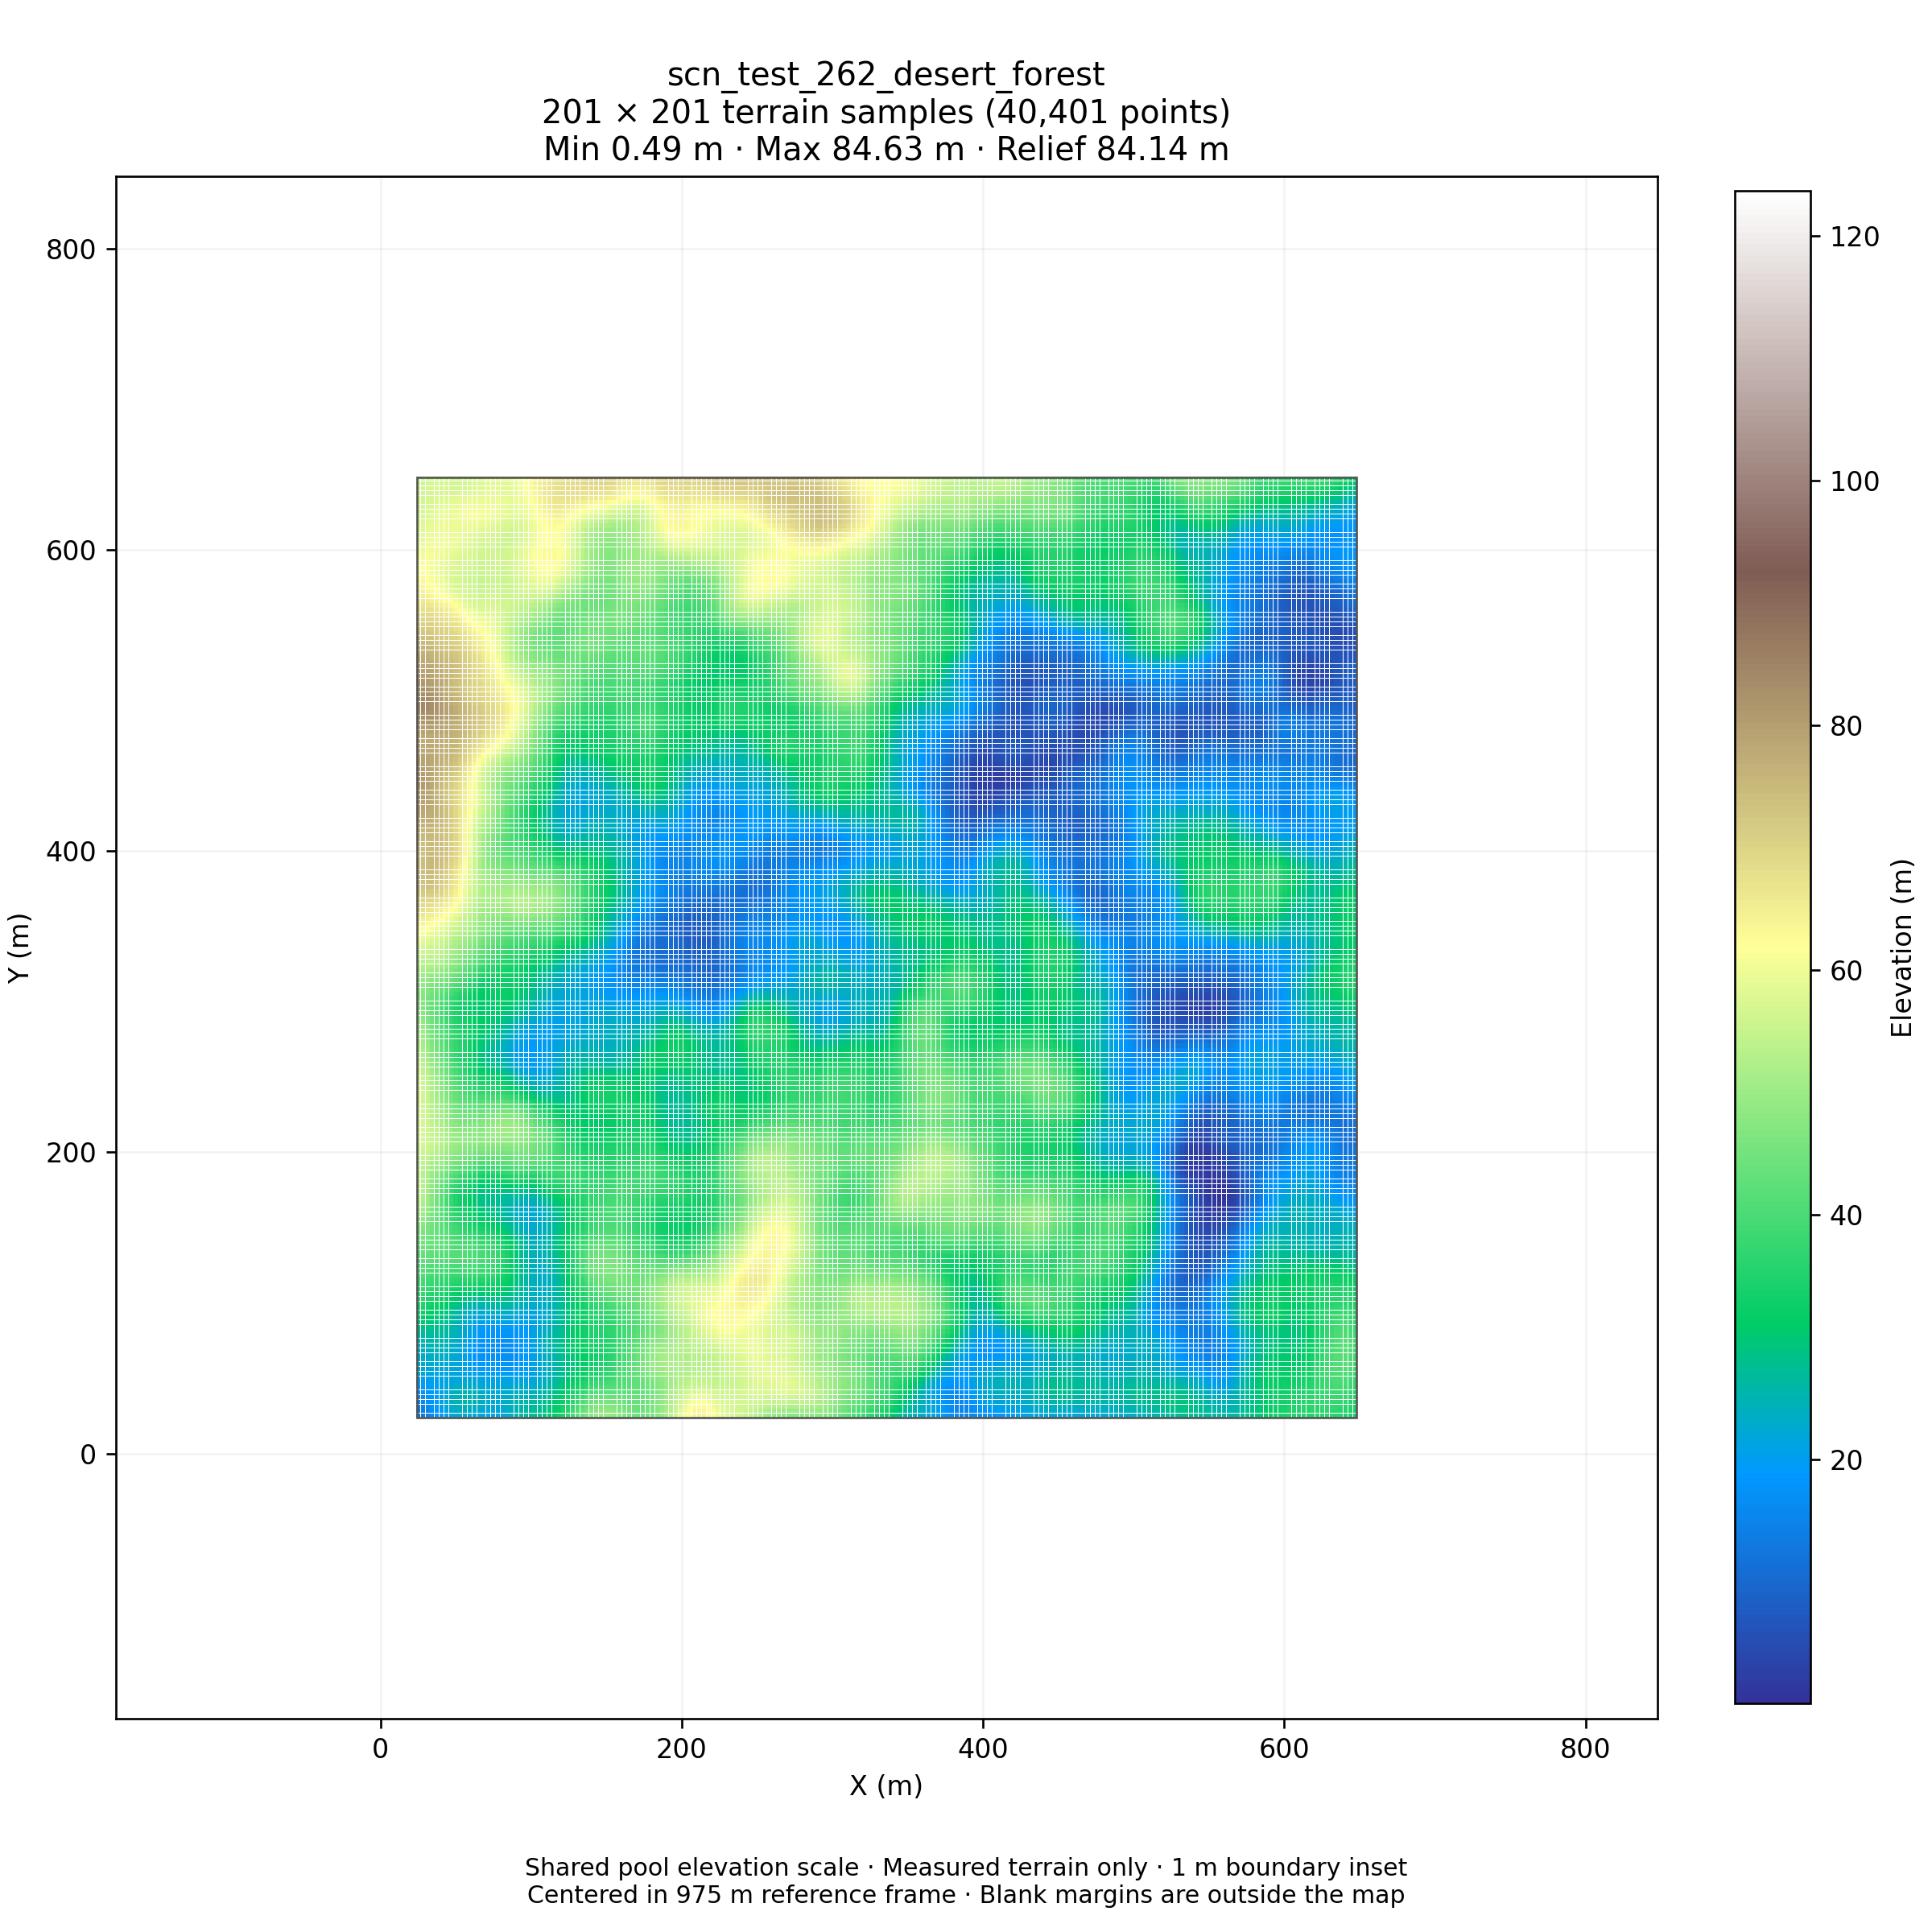 scn_test_262_desert_forest
201 × 201 terrain samples (40,401 points)
Min 0.49 m · Max 84.63 m · Relief 84.14 m
800
600
400
200
0
Y (m)
0
200
400
600
800
X (m)
120
100
80
60
40
20
Elevation (m)
Shared pool elevation scale · Measured terrain only · 1 m boundary inset
Centered in 975 m reference frame · Blank margins are outside the map